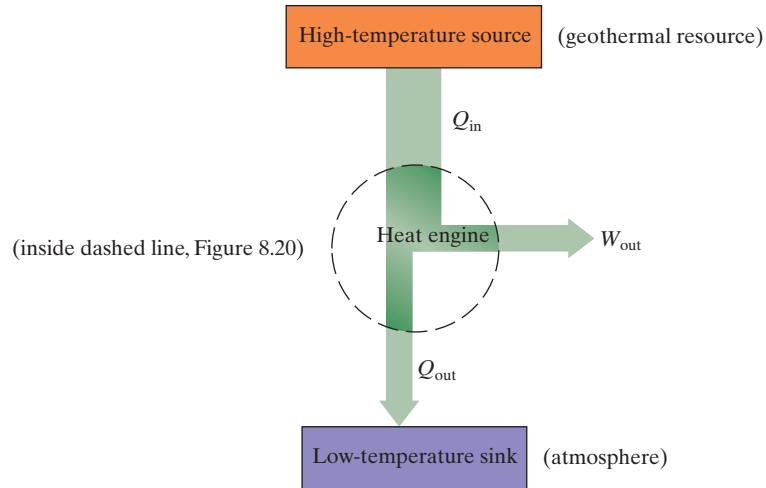 High-temperature source (geothermal resource)
Qin
(inside dashed line, Figure 8.20) Heat engine
Wout
Qout
Low-temperature sink (atmosphere)